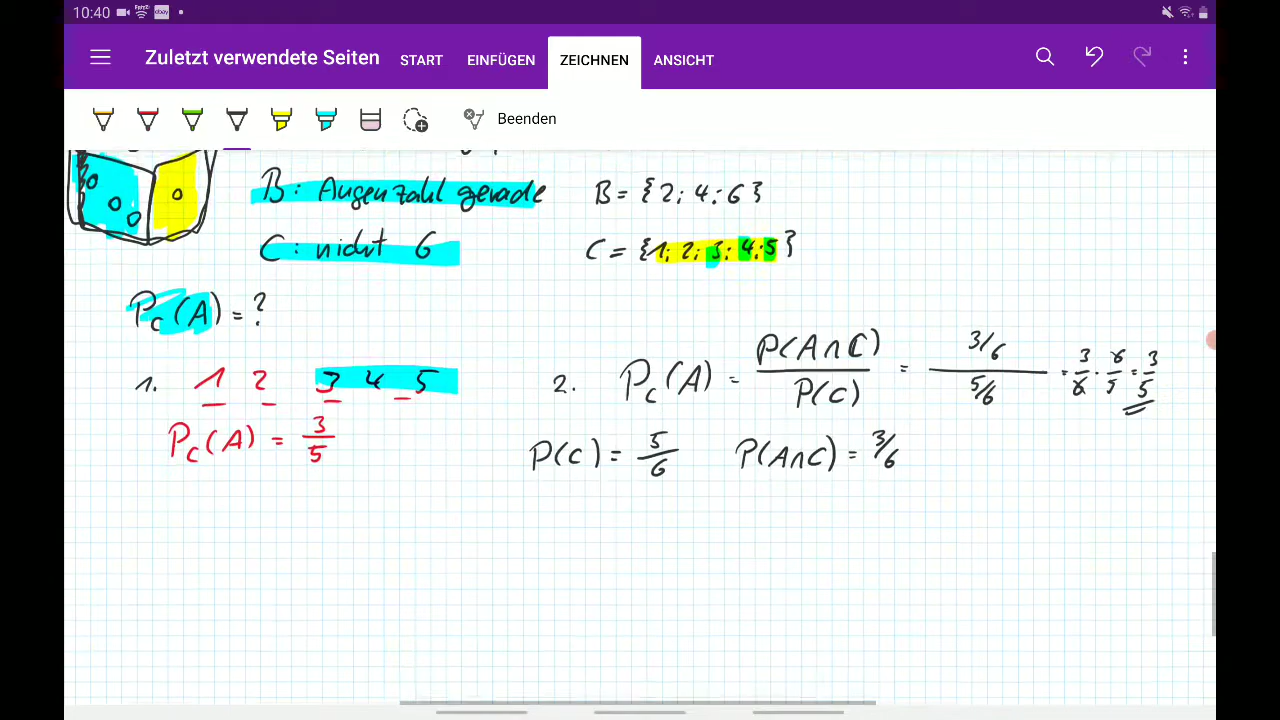 10:40
Zuletzt verwendete Seiten START EINFÜGEN ZEICHNEN ANSICHT
Beenden
B: Augenzahl gerade B = {2; 4; 6}
C: nicht 6 C = {1; 2; 3; 4; 5}
P_C(A) = ?
1. 1 2 3 4 5
P_C(A) = 3/5
2. P_C(A) = P(A∩C)/P(C) = (3/6)/(5/6) = 3/6 · 6/5 = 3/5
P(C) = 5/6 P(A∩C) = 3/6